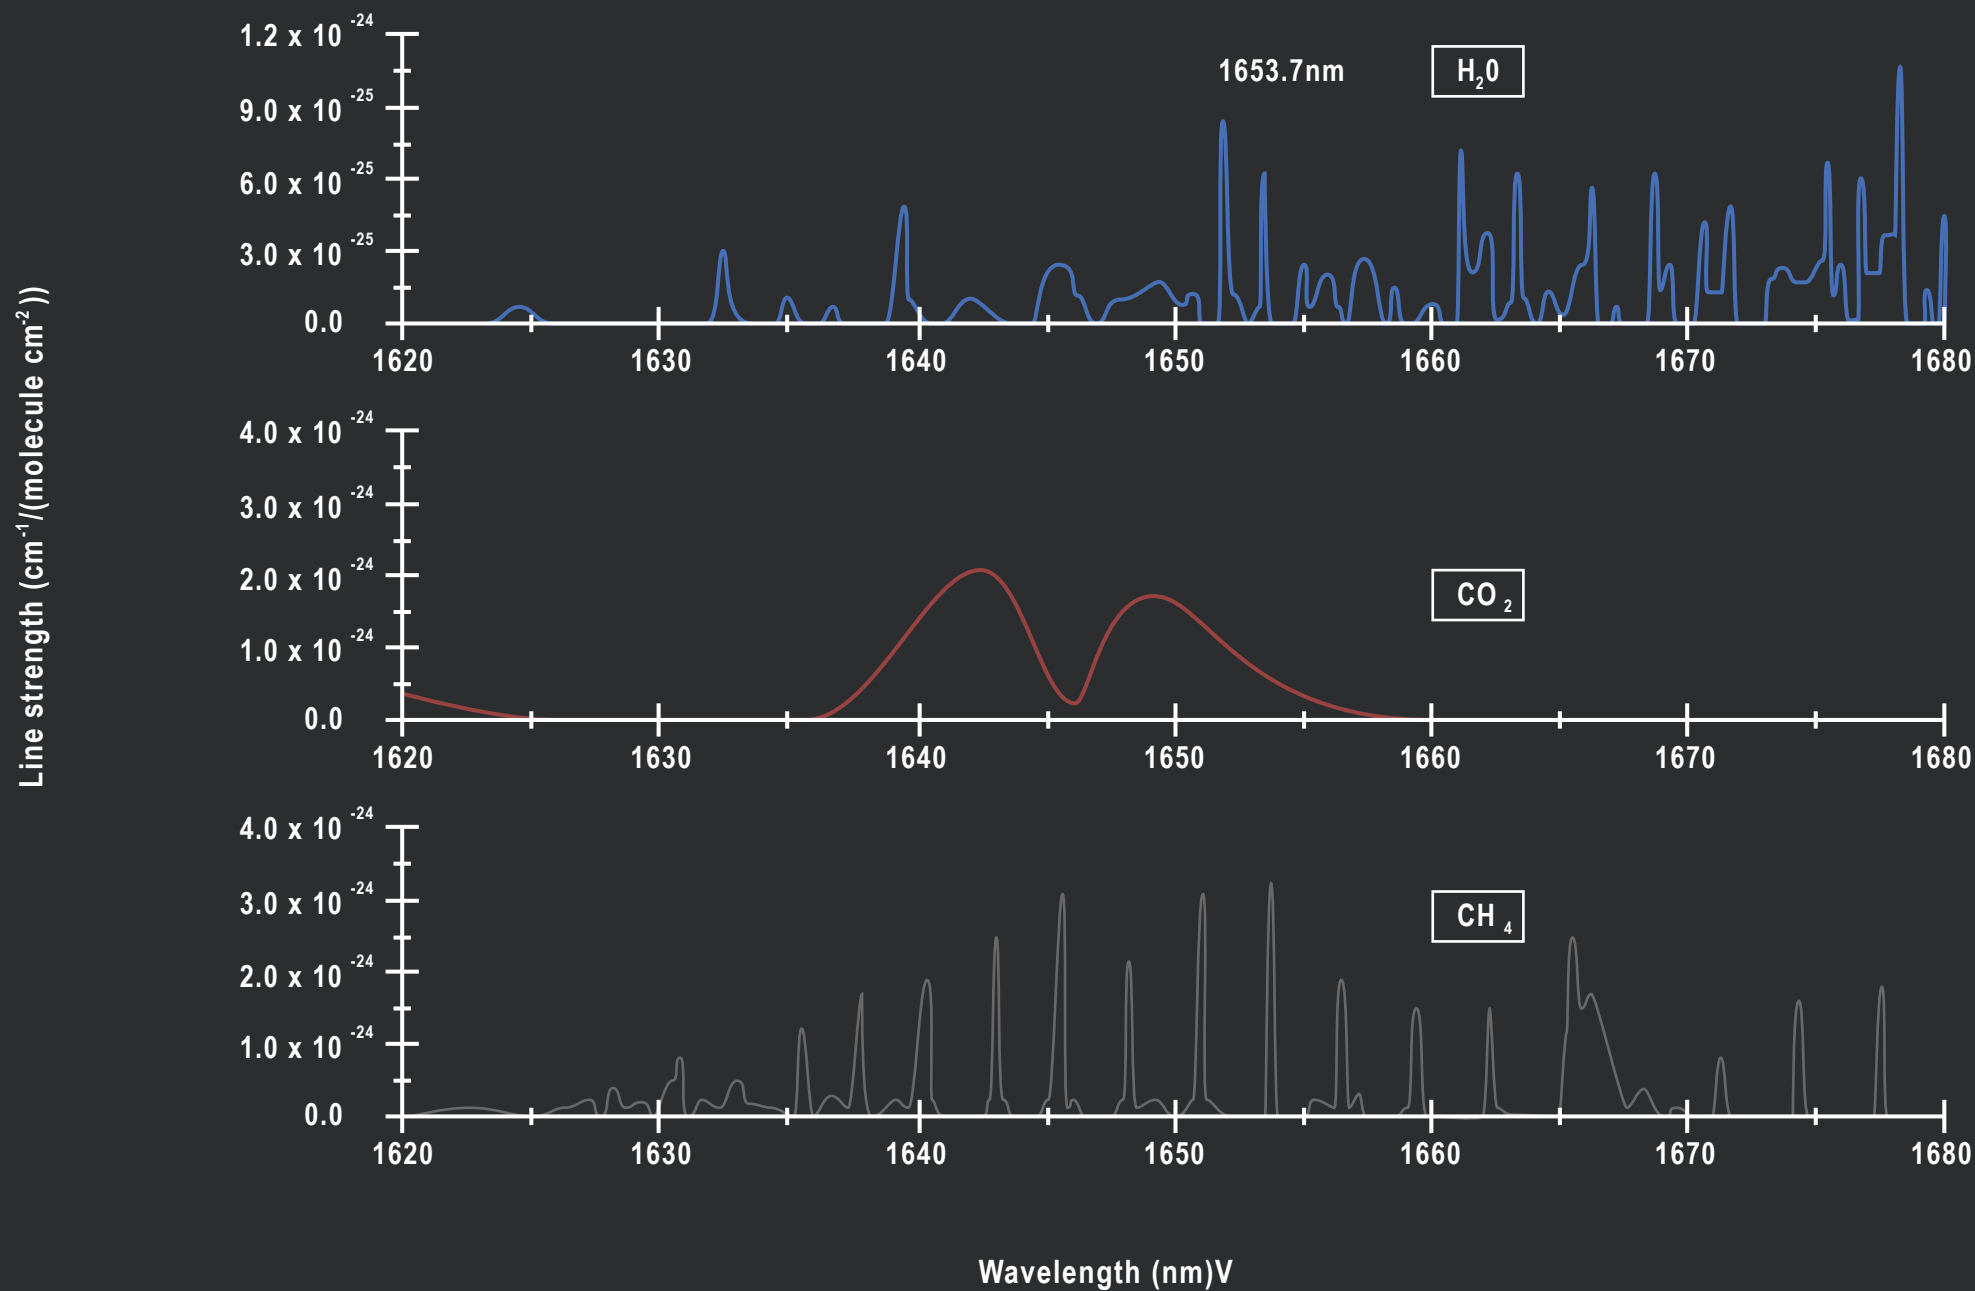 Line strength (cm⁻¹/(molecule cm⁻²))
1.2 x 10⁻²⁴
9.0 x 10⁻²⁵
6.0 x 10⁻²⁵
3.0 x 10⁻²⁵
0.0
1653.7nm
H₂0
1620 1630 1640 1650 1660 1670 1680
4.0 x 10⁻²⁴
3.0 x 10⁻²⁴
2.0 x 10⁻²⁴
1.0 x 10⁻²⁴
0.0
CO₂
1620 1630 1640 1650 1660 1670 1680
4.0 x 10⁻²⁴
3.0 x 10⁻²⁴
2.0 x 10⁻²⁴
1.0 x 10⁻²⁴
0.0
CH₄
1620 1630 1640 1650 1660 1670 1680
Wavelength (nm)V